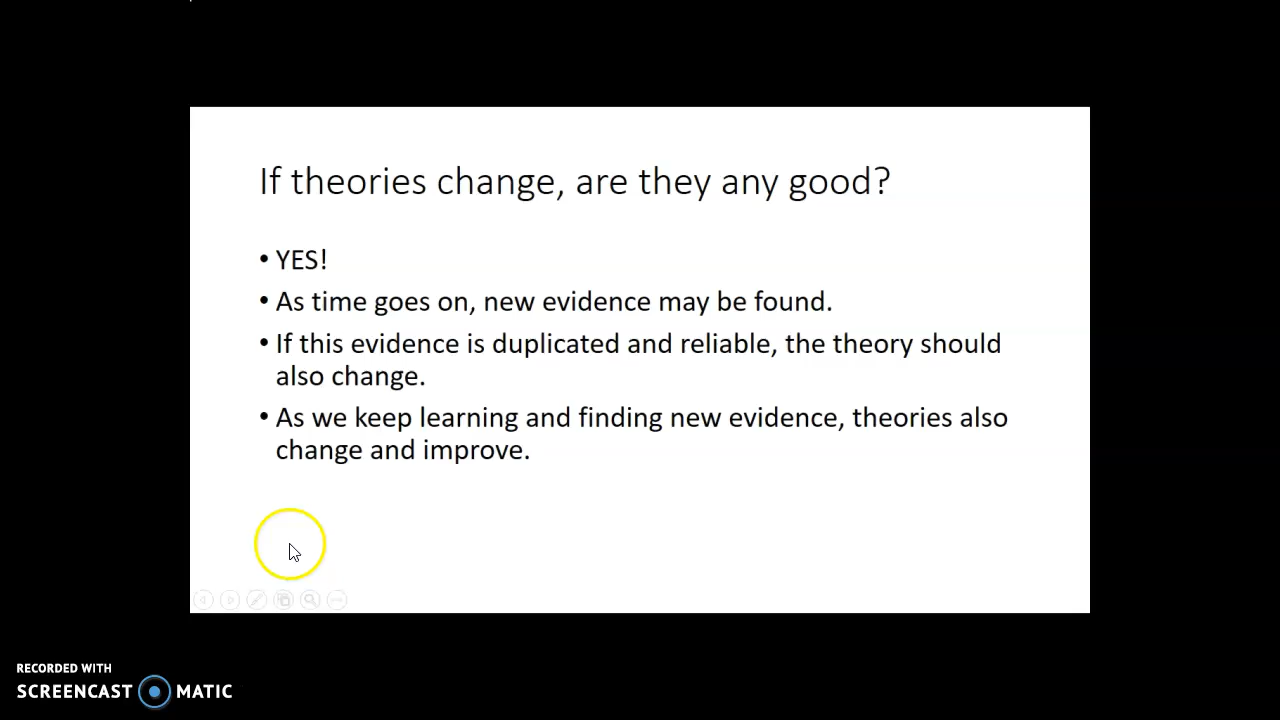 If theories change, are they any good?
• YES!
• As time goes on, new evidence may be found.
• If this evidence is duplicated and reliable, the theory should
also change.
• As we keep learning and finding new evidence, theories also
change and improve.
RECORDED WITH
SCREENCAST MATIC